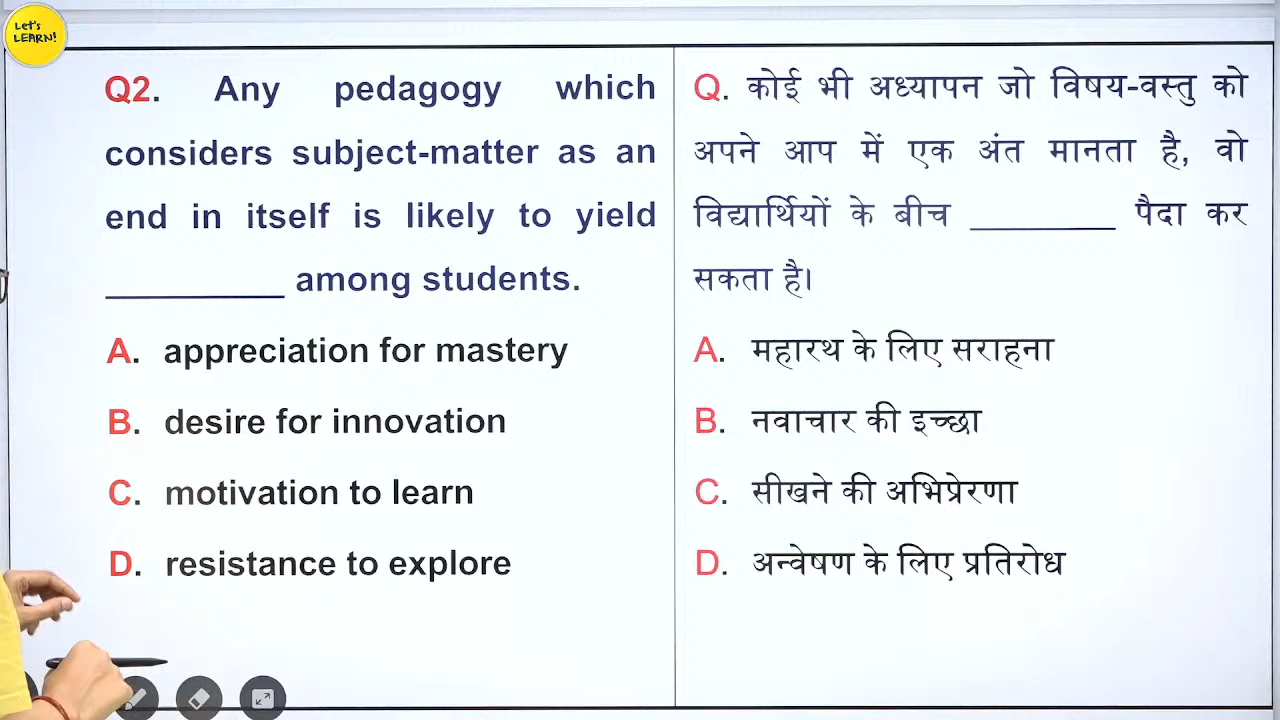 Let's
LEARN!
Q2. Any pedagogy which
considers subject-matter as an
end in itself is likely to yield
__________ among students.
A. appreciation for mastery
B. desire for innovation
C. motivation to learn
D. resistance to explore
Q. कोई भी अध्यापन जो विषय-वस्तु को
अपने आप में एक अंत मानता है, वो
विद्यार्थियों के बीच __________ पैदा कर
सकता है।
A. महारथ के लिए सराहना
B. नवाचार की इच्छा
C. सीखने की अभिप्रेरणा
D. अन्वेषण के लिए प्रतिरोध